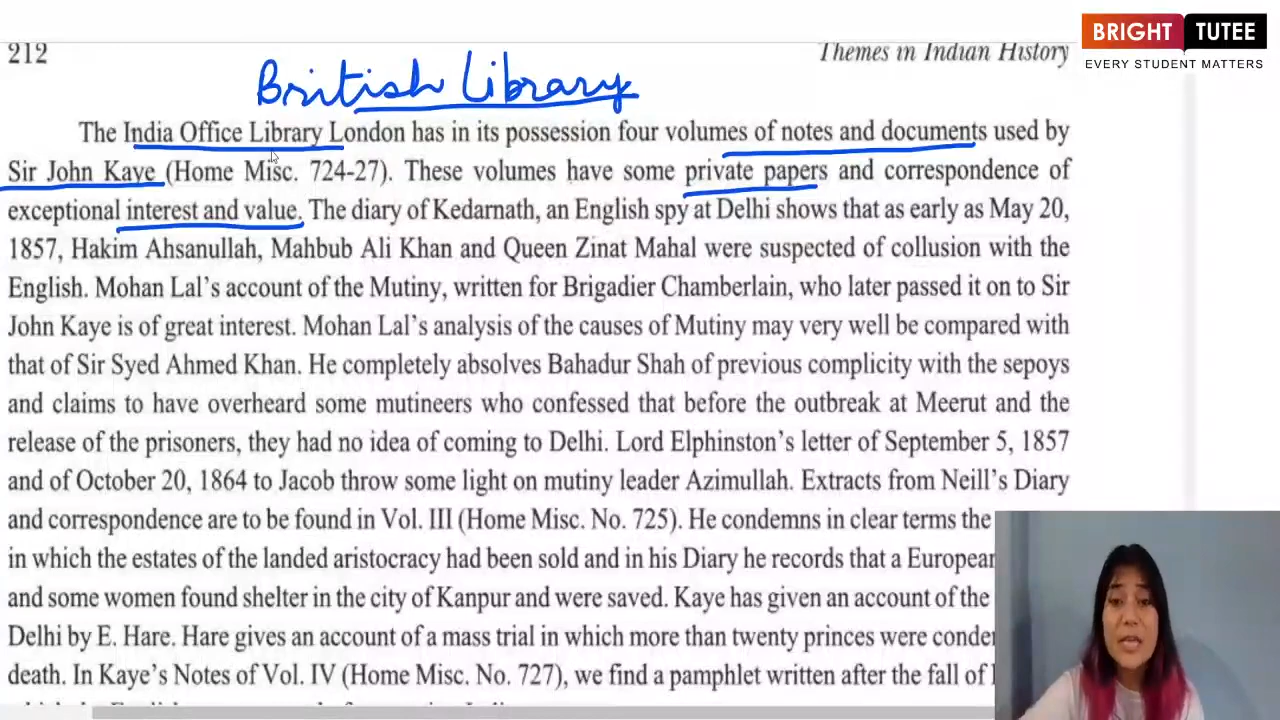 BRIGHT TUTEE
EVERY STUDENT MATTERS
212 Themes in Indian History
British Library
The India Office Library London has in its possession four volumes of notes and documents used by
Sir John Kaye (Home Misc. 724-27). These volumes have some private papers and correspondence of
exceptional interest and value. The diary of Kedarnath, an English spy at Delhi shows that as early as May 20,
1857, Hakim Ahsanullah, Mahbub Ali Khan and Queen Zinat Mahal were suspected of collusion with the
English. Mohan Lal's account of the Mutiny, written for Brigadier Chamberlain, who later passed it on to Sir
John Kaye is of great interest. Mohan Lal's analysis of the causes of Mutiny may very well be compared with
that of Sir Syed Ahmed Khan. He completely absolves Bahadur Shah of previous complicity with the sepoys
and claims to have overheard some mutineers who confessed that before the outbreak at Meerut and the
release of the prisoners, they had no idea of coming to Delhi. Lord Elphinston's letter of September 5, 1857
and of October 20, 1864 to Jacob throw some light on mutiny leader Azimullah. Extracts from Neill's Diary
and correspondence are to be found in Vol. III (Home Misc. No. 725). He condemns in clear terms the
in which the estates of the landed aristocracy had been sold and in his Diary he records that a European
and some women found shelter in the city of Kanpur and were saved. Kaye has given an account of the
Delhi by E. Hare. Hare gives an account of a mass trial in which more than twenty princes were conde
death. In Kaye's Notes of Vol. IV (Home Misc. No. 727), we find a pamphlet written after the fall of